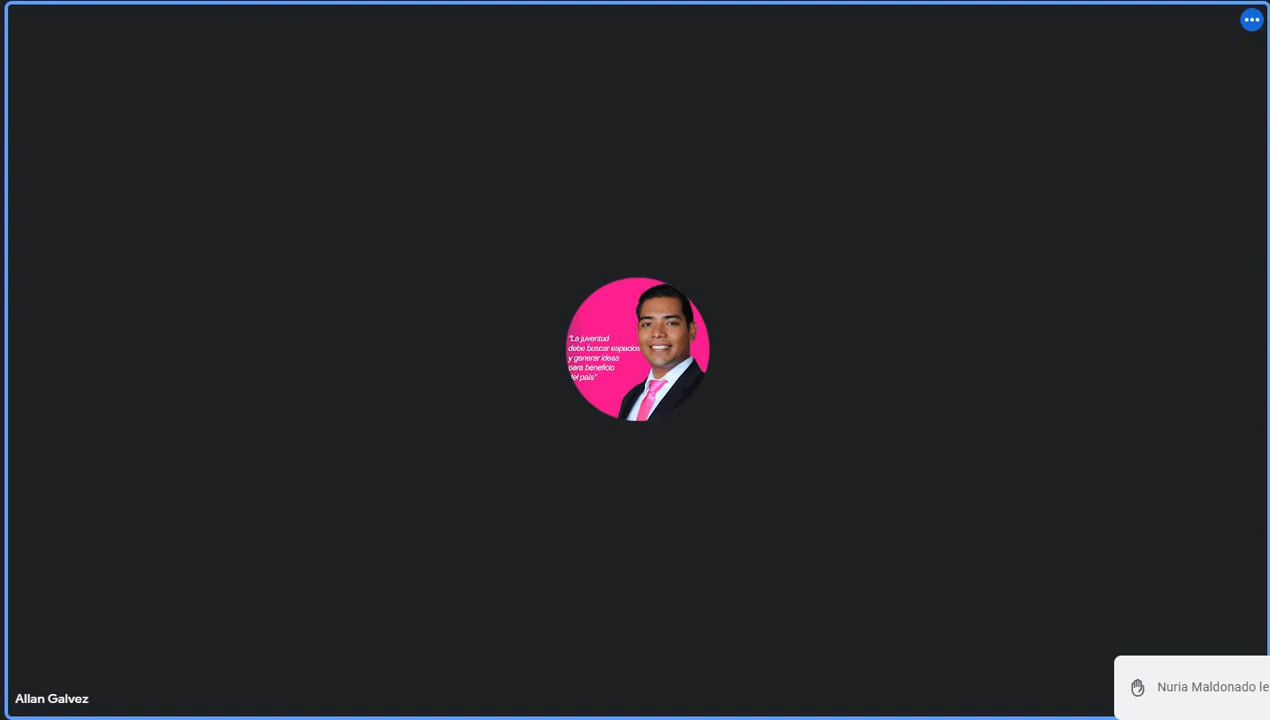 "La juventud
debe buscar espacios
y generar ideas
para beneficio
del país"
Allan Galvez
Nuria Maldonado le